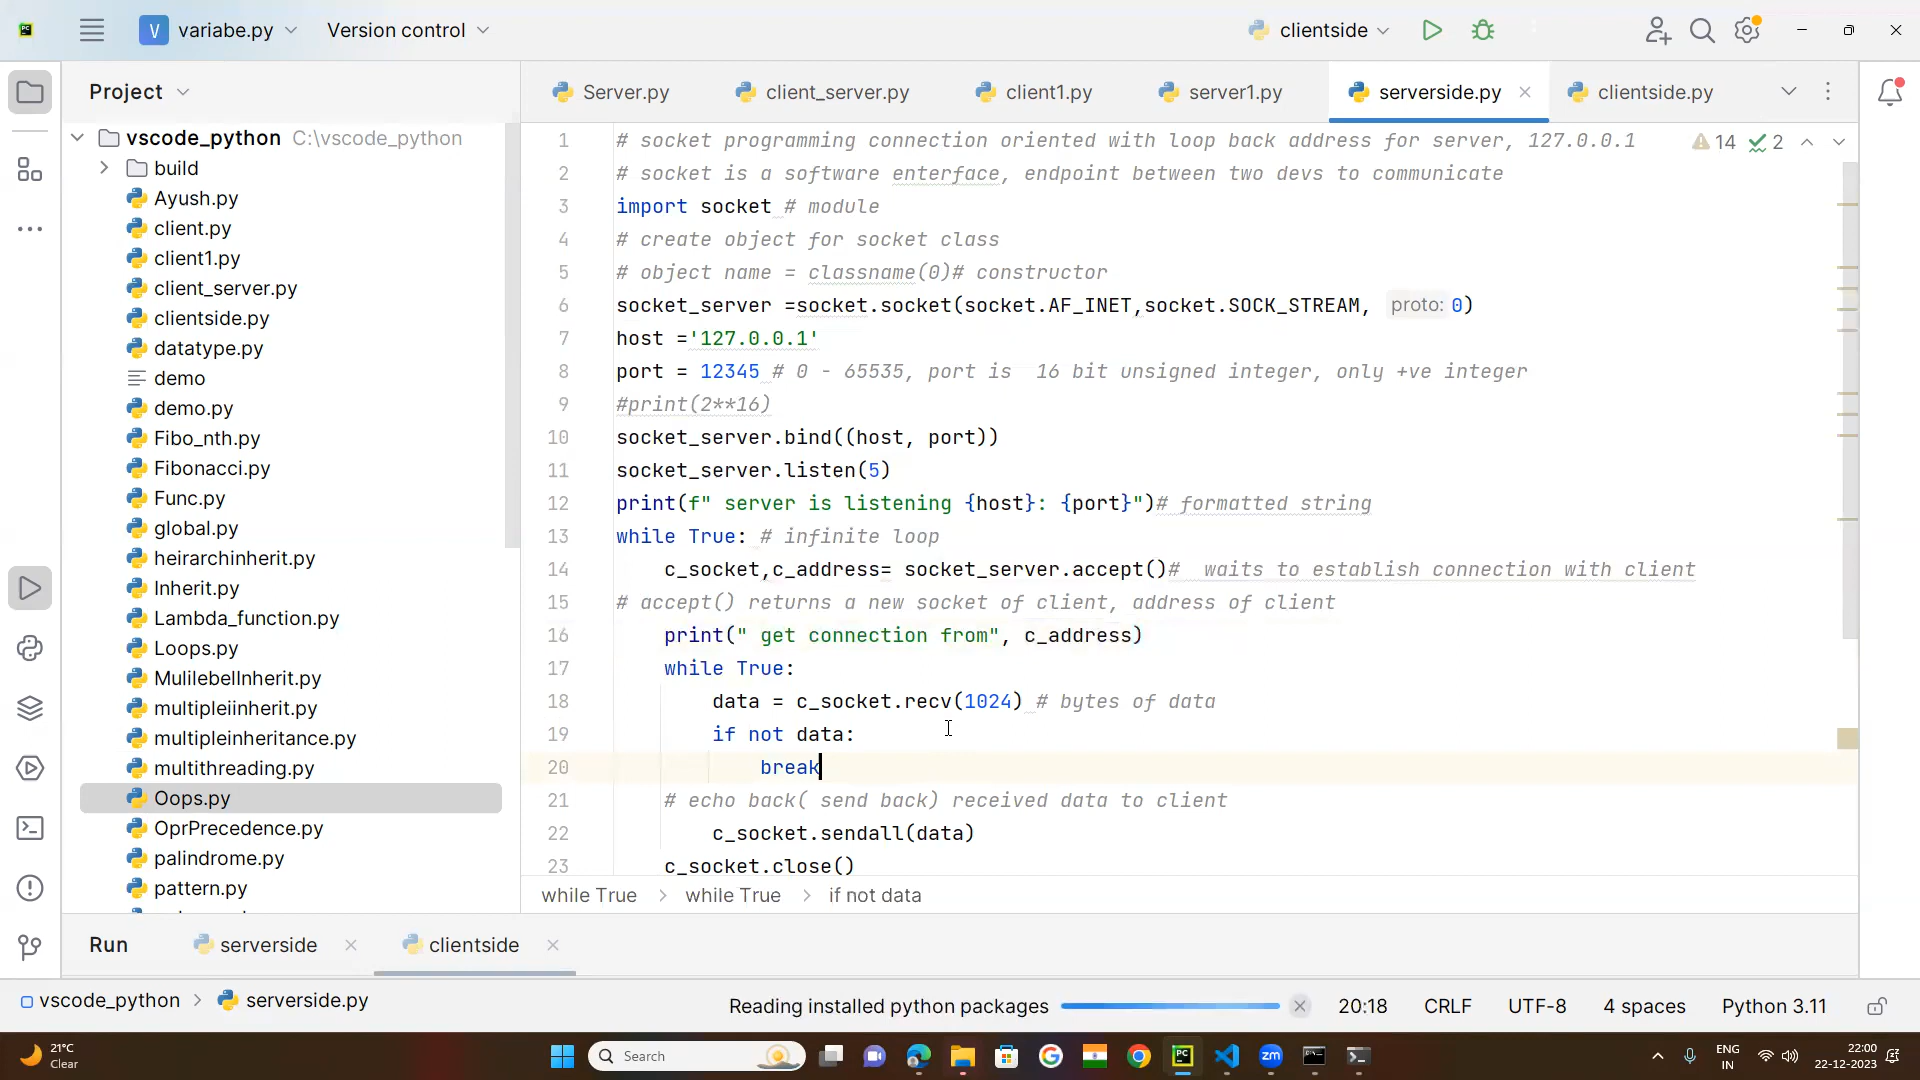 PC
V variabe.py Version control clientside
Project
Server.py client_server.py client1.py server1.py serverside.py clientside.py
vscode_python C:\vscode_python
build
Ayush.py
client.py
client1.py
client_server.py
clientside.py
datatype.py
demo
demo.py
Fibo_nth.py
Fibonacci.py
Func.py
global.py
heirarchinherit.py
Inherit.py
Lambda_function.py
Loops.py
MulilebelInherit.py
multipleiinherit.py
multipleinheritance.py
multithreading.py
Oops.py
OprPrecedence.py
palindrome.py
pattern.py
14 2
1 # socket programming connection oriented with loop back address for server, 127.0.0.1
2 # socket is a software enterface, endpoint between two devs to communicate
3 import socket # module
4 # create object for socket class
5 # object name = classname(0)# constructor
6 socket_server =socket.socket(socket.AF_INET,socket.SOCK_STREAM, proto: 0)
7 host ='127.0.0.1'
8 port = 12345 # 0 - 65535, port is  16 bit unsigned integer, only +ve integer
9 #print(2**16)
10 socket_server.bind((host, port))
11 socket_server.listen(5)
12 print(f" server is listening {host}: {port}")# formatted string
13 while True: # infinite loop
14     c_socket,c_address= socket_server.accept()#  waits to establish connection with client
15 # accept() returns a new socket of client, address of client
16     print(" get connection from", c_address)
17     while True:
18         data = c_socket.recv(1024) # bytes of data
19         if not data:
20             break
21     # echo back( send back) received data to client
22         c_socket.sendall(data)
23     c_socket.close()
while True > while True > if not data
Run serverside clientside
vscode_python > serverside.py Reading installed python packages 20:18 CRLF UTF-8 4 spaces Python 3.11
21°C
Clear
Search
PC
zm
ENG
IN
22:00
22-12-2023